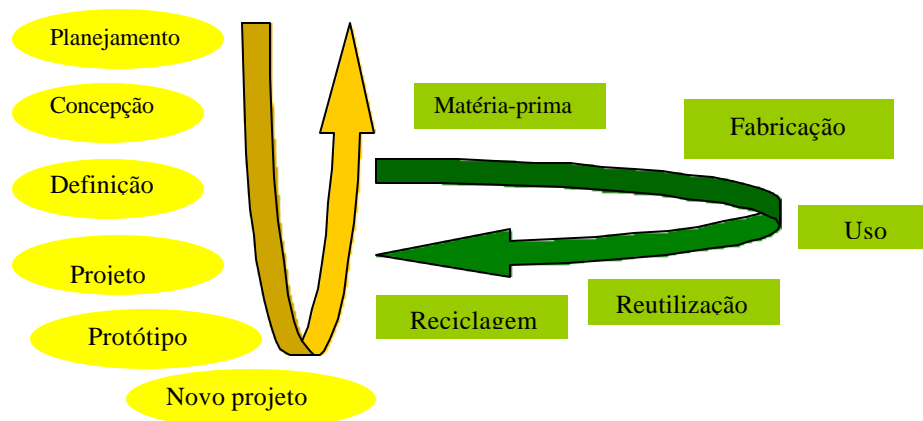 Planejamento
Concepção
Definição
Projeto
Protótipo
Novo projeto
Matéria-prima
Fabricação
Uso
Reutilização
Reciclagem